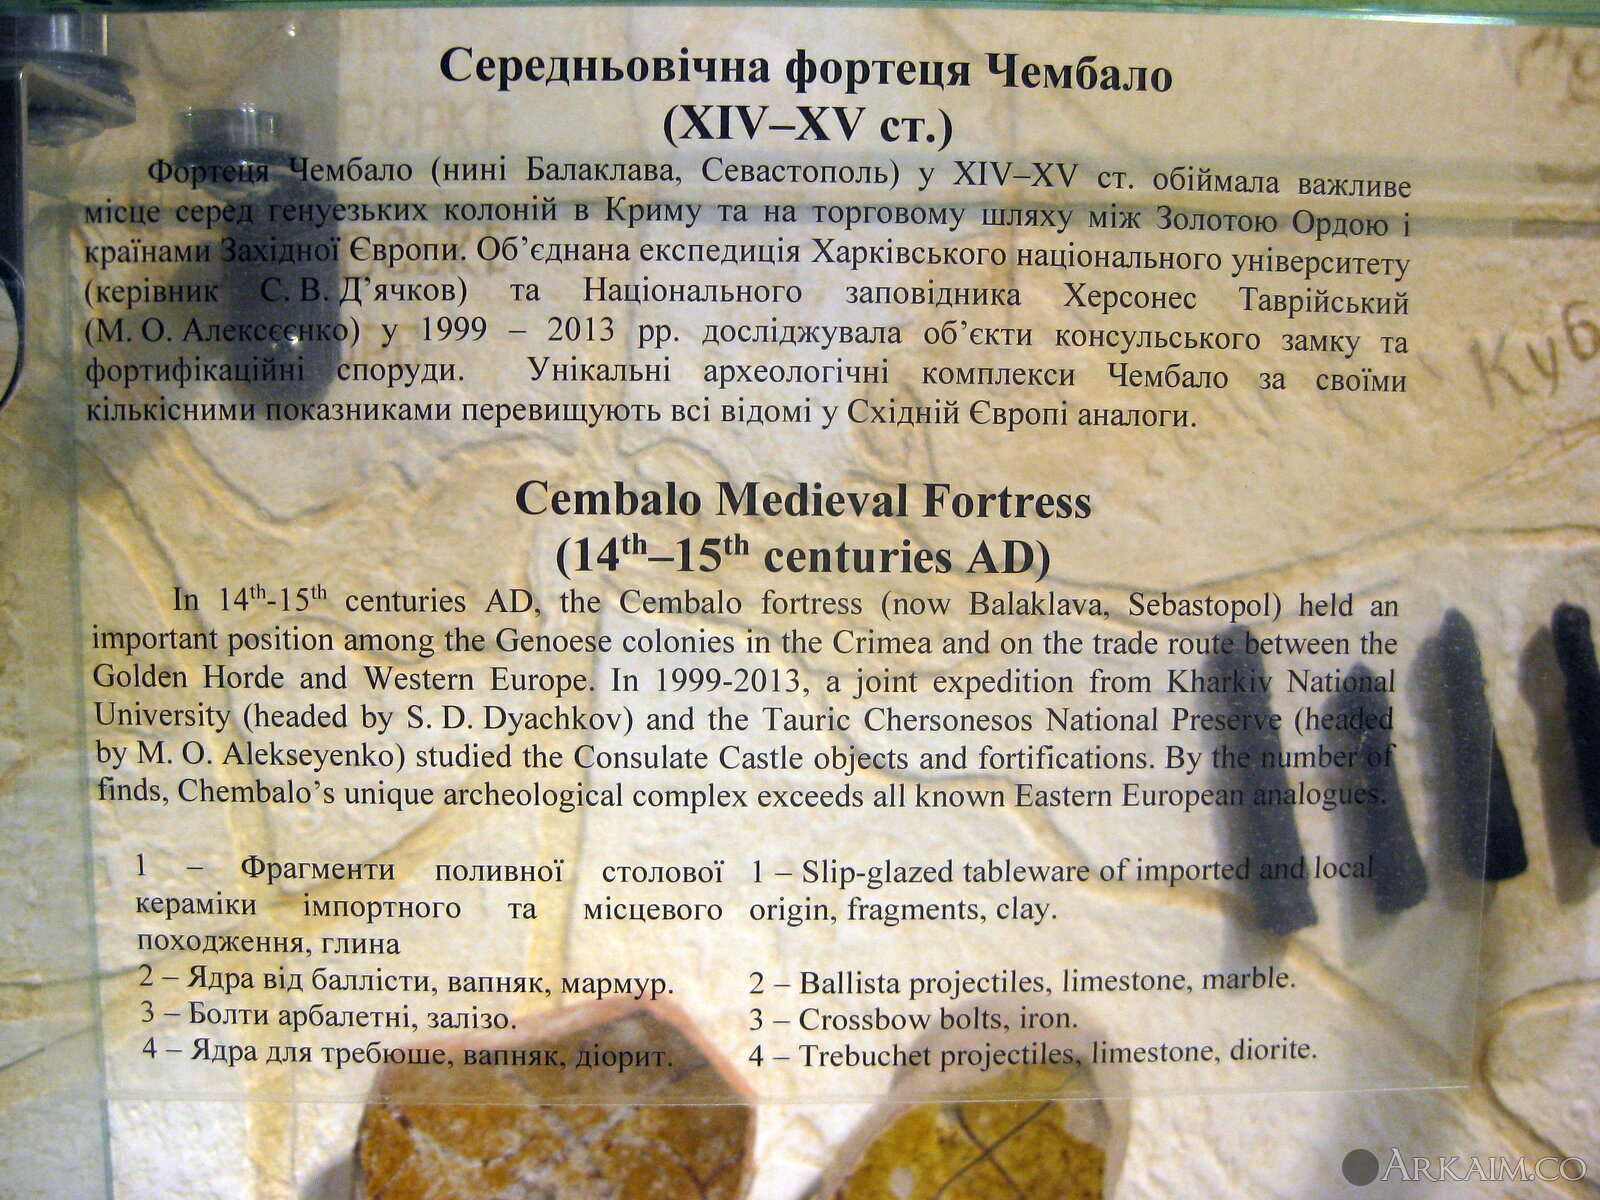 Середньовічна фортеця Чембало
(XIV–XV ст.)
Фортеця Чембало (нині Балаклава, Севастополь) у XIV–XV ст. обіймала важливе
місце серед генуезьких колоній в Криму та на торговому шляху між Золотою Ордою і
країнами Західної Європи. Об’єднана експедиція Харківського національного університету
(керівник С. В. Д’ячков) та Національного заповідника Херсонес Таврійський
(М. О. Алексєєнко) у 1999 – 2013 рр. досліджувала об’єкти консульського замку та
фортифікаційні споруди. Унікальні археологічні комплекси Чембало за своїми
кількісними показниками перевищують всі відомі у Східній Європі аналоги.
Cembalo Medieval Fortress
(14th–15th centuries AD)
In 14th-15th centuries AD, the Cembalo fortress (now Balaklava, Sebastopol) held an
important position among the Genoese colonies in the Crimea and on the trade route between the
Golden Horde and Western Europe. In 1999-2013, a joint expedition from Kharkiv National
University (headed by S. D. Dyachkov) and the Tauric Chersonesos National Preserve (headed
by M. O. Alekseyenko) studied the Consulate Castle objects and fortifications. By the number of
finds, Chembalo’s unique archeological complex exceeds all known Eastern European analogues.
1 – Фрагменти поливної столової
кераміки імпортного та місцевого
походження, глина
2 – Ядра від баллісти, вапняк, мармур.
3 – Болти арбалетні, залізо.
4 – Ядра для требюше, вапняк, діорит.
1 – Slip-glazed tableware of imported and local
origin, fragments, clay.
2 – Ballista projectiles, limestone, marble.
3 – Crossbow bolts, iron.
4 – Trebuchet projectiles, limestone, diorite.
Куб
ARKAIM.CO